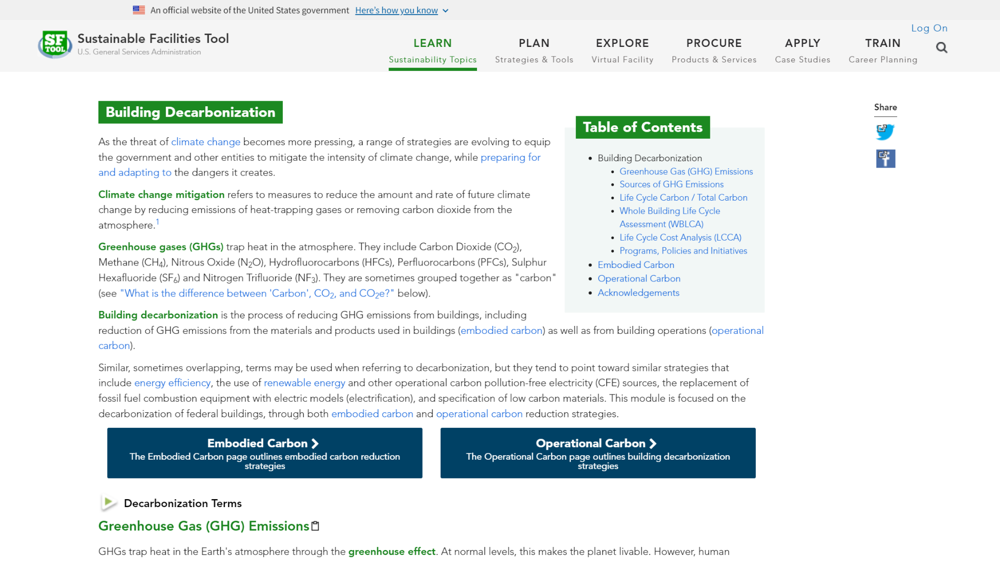 An official website of the United States government Here's how you know
Log On
SF TOOL
Sustainable Facilities Tool
U.S. General Services Administration
LEARN
Sustainability Topics
PLAN
Strategies & Tools
EXPLORE
Virtual Facility
PROCURE
Products & Services
APPLY
Case Studies
TRAIN
Career Planning
Building Decarbonization
As the threat of climate change becomes more pressing, a range of strategies are evolving to equip
the government and other entities to mitigate the intensity of climate change, while preparing for
and adapting to the dangers it creates.
Climate change mitigation refers to measures to reduce the amount and rate of future climate
change by reducing emissions of heat-trapping gases or removing carbon dioxide from the
atmosphere.¹
Greenhouse gases (GHGs) trap heat in the atmosphere. They include Carbon Dioxide (CO₂),
Methane (CH₄), Nitrous Oxide (N₂O), Hydrofluorocarbons (HFCs), Perfluorocarbons (PFCs), Sulphur
Hexafluoride (SF₆) and Nitrogen Trifluoride (NF₃). They are sometimes grouped together as "carbon"
(see "What is the difference between 'Carbon', CO₂, and CO₂e?" below).
Building decarbonization is the process of reducing GHG emissions from buildings, including
reduction of GHG emissions from the materials and products used in buildings (embodied carbon) as well as from building operations (operational
carbon).
Similar, sometimes overlapping, terms may be used when referring to decarbonization, but they tend to point toward similar strategies that
include energy efficiency, the use of renewable energy and other operational carbon pollution-free electricity (CFE) sources, the replacement of
fossil fuel combustion equipment with electric models (electrification), and specification of low carbon materials. This module is focused on the
decarbonization of federal buildings, through both embodied carbon and operational carbon reduction strategies.
Table of Contents
Building Decarbonization
Greenhouse Gas (GHG) Emissions
Sources of GHG Emissions
Life Cycle Carbon / Total Carbon
Whole Building Life Cycle
Assessment (WBLCA)
Life Cycle Cost Analysis (LCCA)
Programs, Policies and Initiatives
Embodied Carbon
Operational Carbon
Acknowledgements
Share
Embodied Carbon
The Embodied Carbon page outlines embodied carbon reduction
strategies
Operational Carbon
The Operational Carbon page outlines building decarbonization
strategies
Decarbonization Terms
Greenhouse Gas (GHG) Emissions
GHGs trap heat in the Earth's atmosphere through the greenhouse effect. At normal levels, this makes the planet livable. However, human